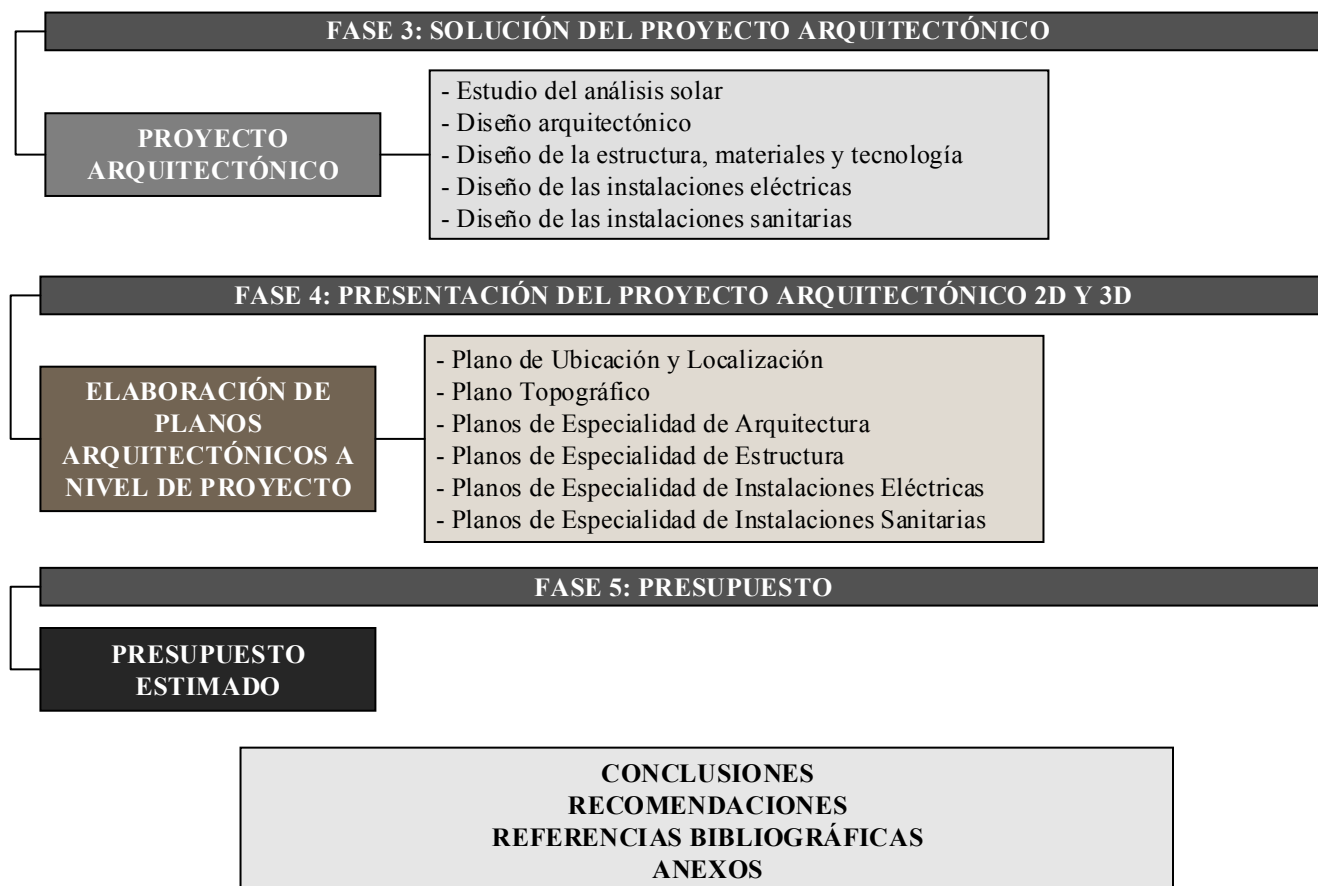 FASE 3: SOLUCIÓN DEL PROYECTO ARQUITECTÓNICO
PROYECTO
ARQUITECTÓNICO
- Estudio del análisis solar
- Diseño arquitectónico
- Diseño de la estructura, materiales y tecnología
- Diseño de las instalaciones eléctricas
- Diseño de las instalaciones sanitarias
FASE 4: PRESENTACIÓN DEL PROYECTO ARQUITECTÓNICO 2D Y 3D
ELABORACIÓN DE
PLANOS
ARQUITECTÓNICOS A
NIVEL DE PROYECTO
- Plano de Ubicación y Localización
- Plano Topográfico
- Planos de Especialidad de Arquitectura
- Planos de Especialidad de Estructura
- Planos de Especialidad de Instalaciones Eléctricas
- Planos de Especialidad de Instalaciones Sanitarias
FASE 5: PRESUPUESTO
PRESUPUESTO
ESTIMADO
CONCLUSIONES
RECOMENDACIONES
REFERENCIAS BIBLIOGRÁFICAS
ANEXOS